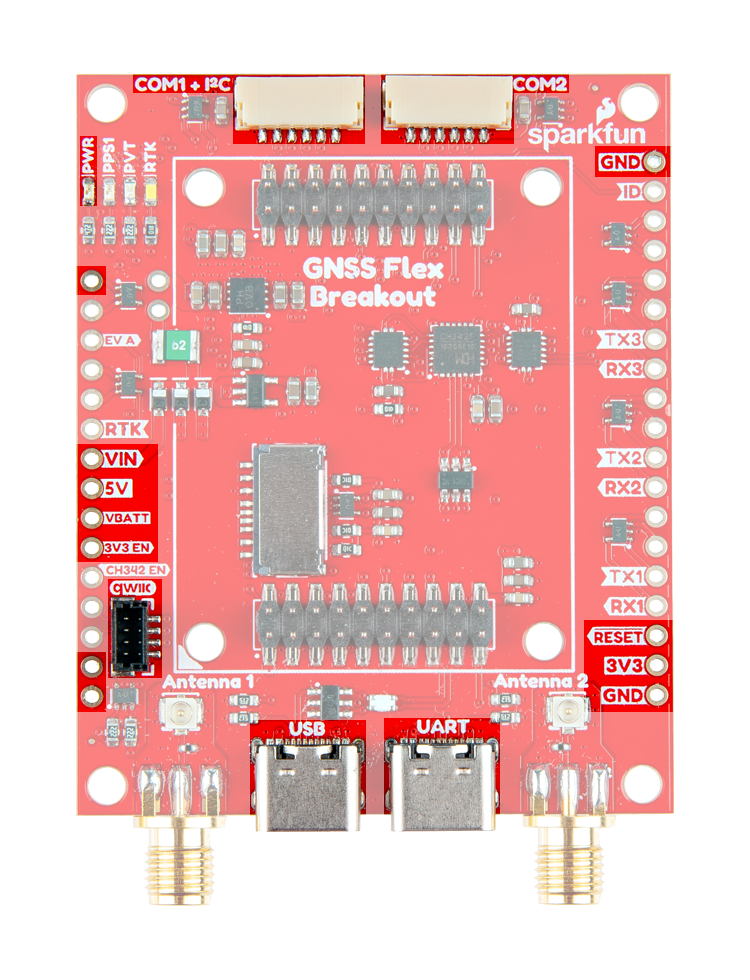 COM1 + I²C
COM2
sparkfun
PWR
PPS1
PVT
RTK
GND
ID
GNSS Flex
Breakout
EV A
TX3
RX3
RTK
VIN
5V
VBATT
3V3 EN
CH342 EN
qwiic
TX2
RX2
TX1
RX1
RESET
3V3
GND
Antenna 1
Antenna 2
USB
UART